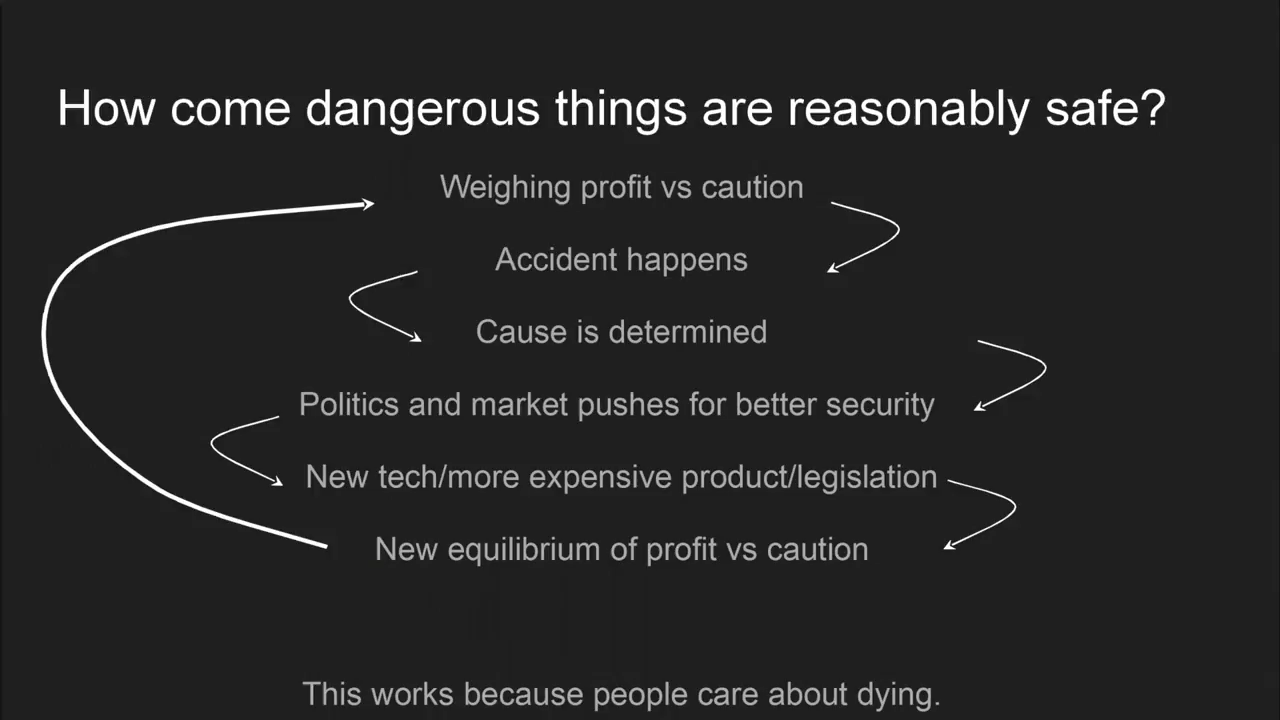 How come dangerous things are reasonably safe?
Weighing profit vs caution
Accident happens
Cause is determined
Politics and market pushes for better security
New tech/more expensive product/legislation
New equilibrium of profit vs caution
This works because people care about dying.